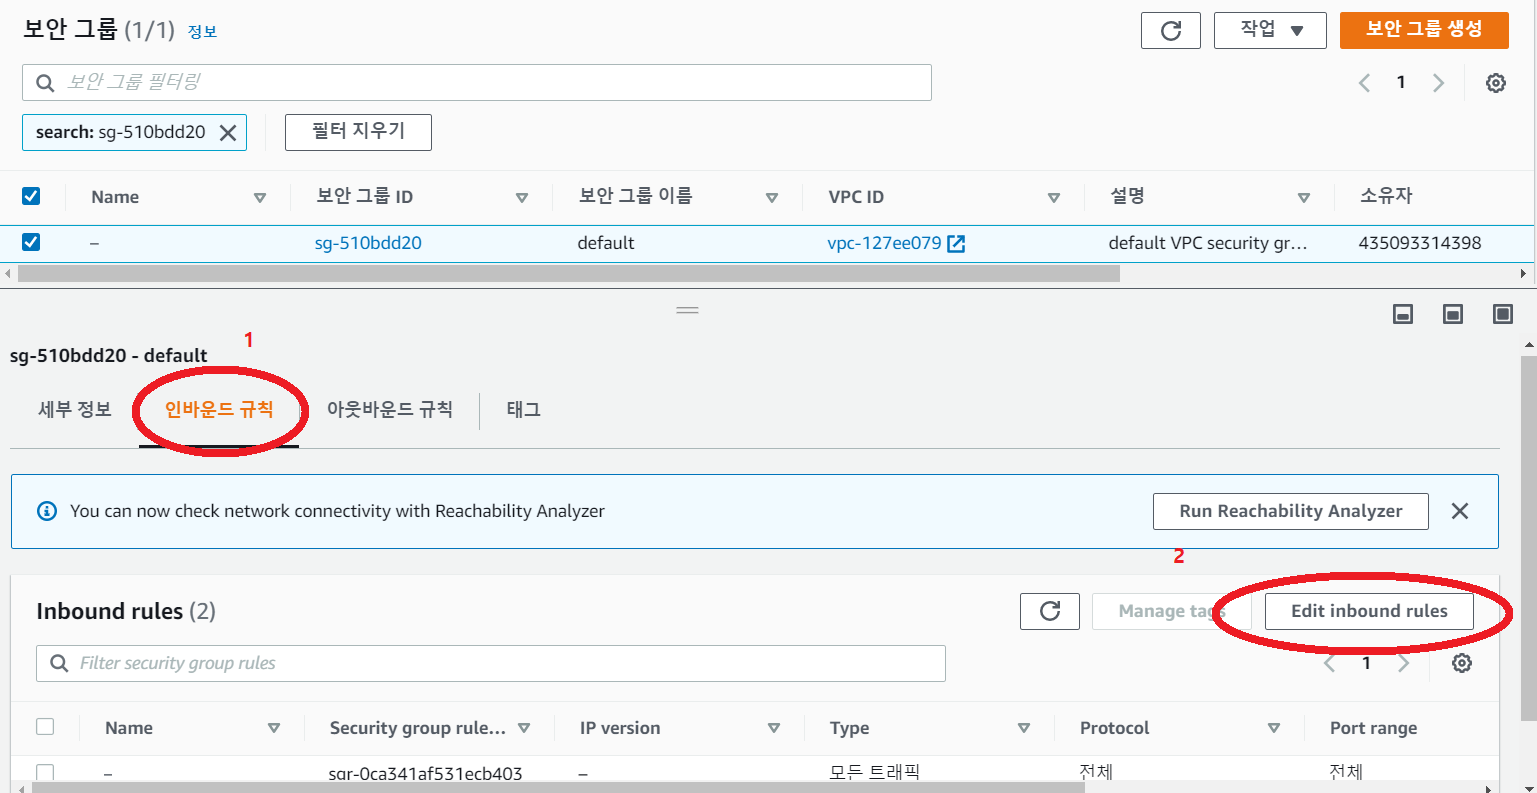 보안 그룹 (1/1) 정보
작업
보안 그룹 생성
보안 그룹 필터링
1
search: sg-510bdd20
필터 지우기
Name 보안 그룹 ID 보안 그룹 이름 VPC ID 설명 소유자
– sg-510bdd20 default vpc-127ee079 default VPC security gr... 435093314398
1
sg-510bdd20 - default
세부 정보 인바운드 규칙 아웃바운드 규칙 태그
You can now check network connectivity with Reachability Analyzer
Run Reachability Analyzer
2
Inbound rules (2)
Manage tags
Edit inbound rules
Filter security group rules
1
Name Security group rule... IP version Type Protocol Port range
– sgr-0ca341af531ecb403 – 모든 트래픽 전체 전체